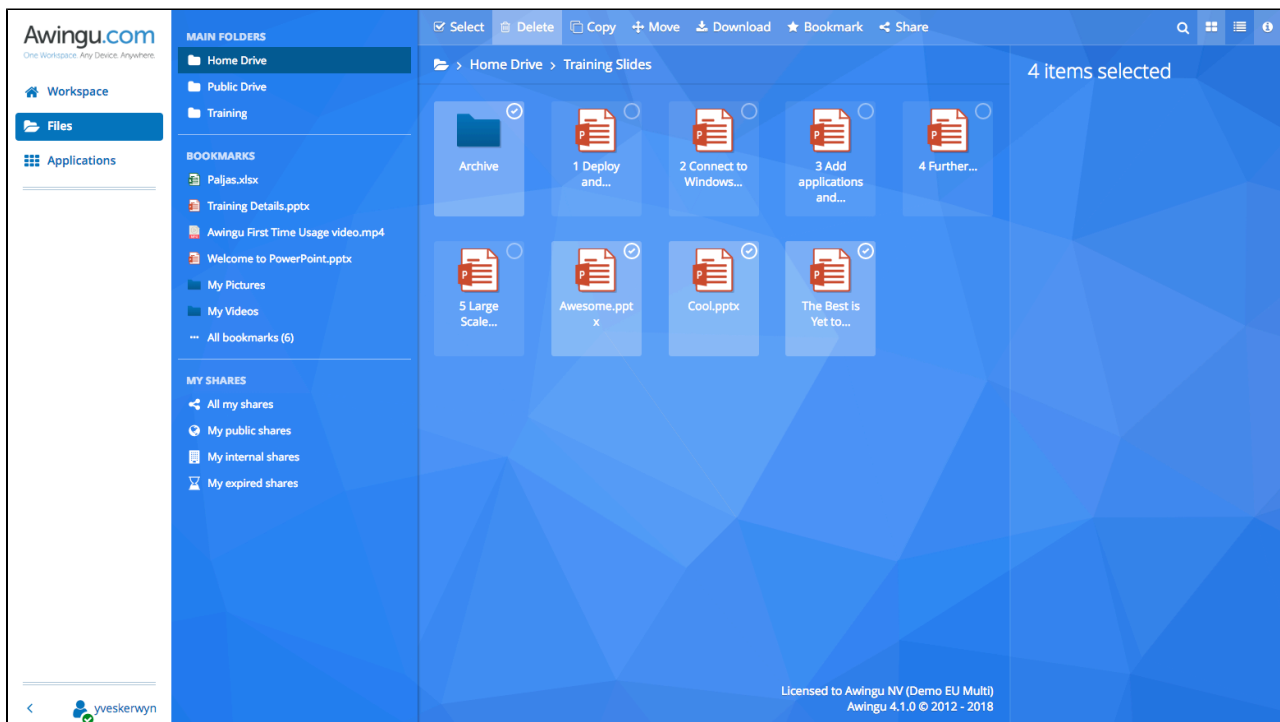 Awingu.com
One Workspace. Any Device. Anywhere.
Workspace
Files
Applications
yveskerwyn
MAIN FOLDERS
Home Drive
Public Drive
Training
BOOKMARKS
Paljas.xlsx
Training Details.pptx
Awingu First Time Usage video.mp4
Welcome to PowerPoint.pptx
My Pictures
My Videos
All bookmarks (6)
MY SHARES
All my shares
My public shares
My internal shares
My expired shares
Select Delete Copy Move Download Bookmark Share
> Home Drive > Training Slides
Archive
1 Deploy
and...
2 Connect to
Windows...
3 Add
applications
and...
4 Further...
5 Large
Scale...
Awesome.ppt
x
Cool.pptx
The Best is
Yet to...
4 items selected
Licensed to Awingu NV (Demo EU Multi)
Awingu 4.1.0 © 2012 - 2018